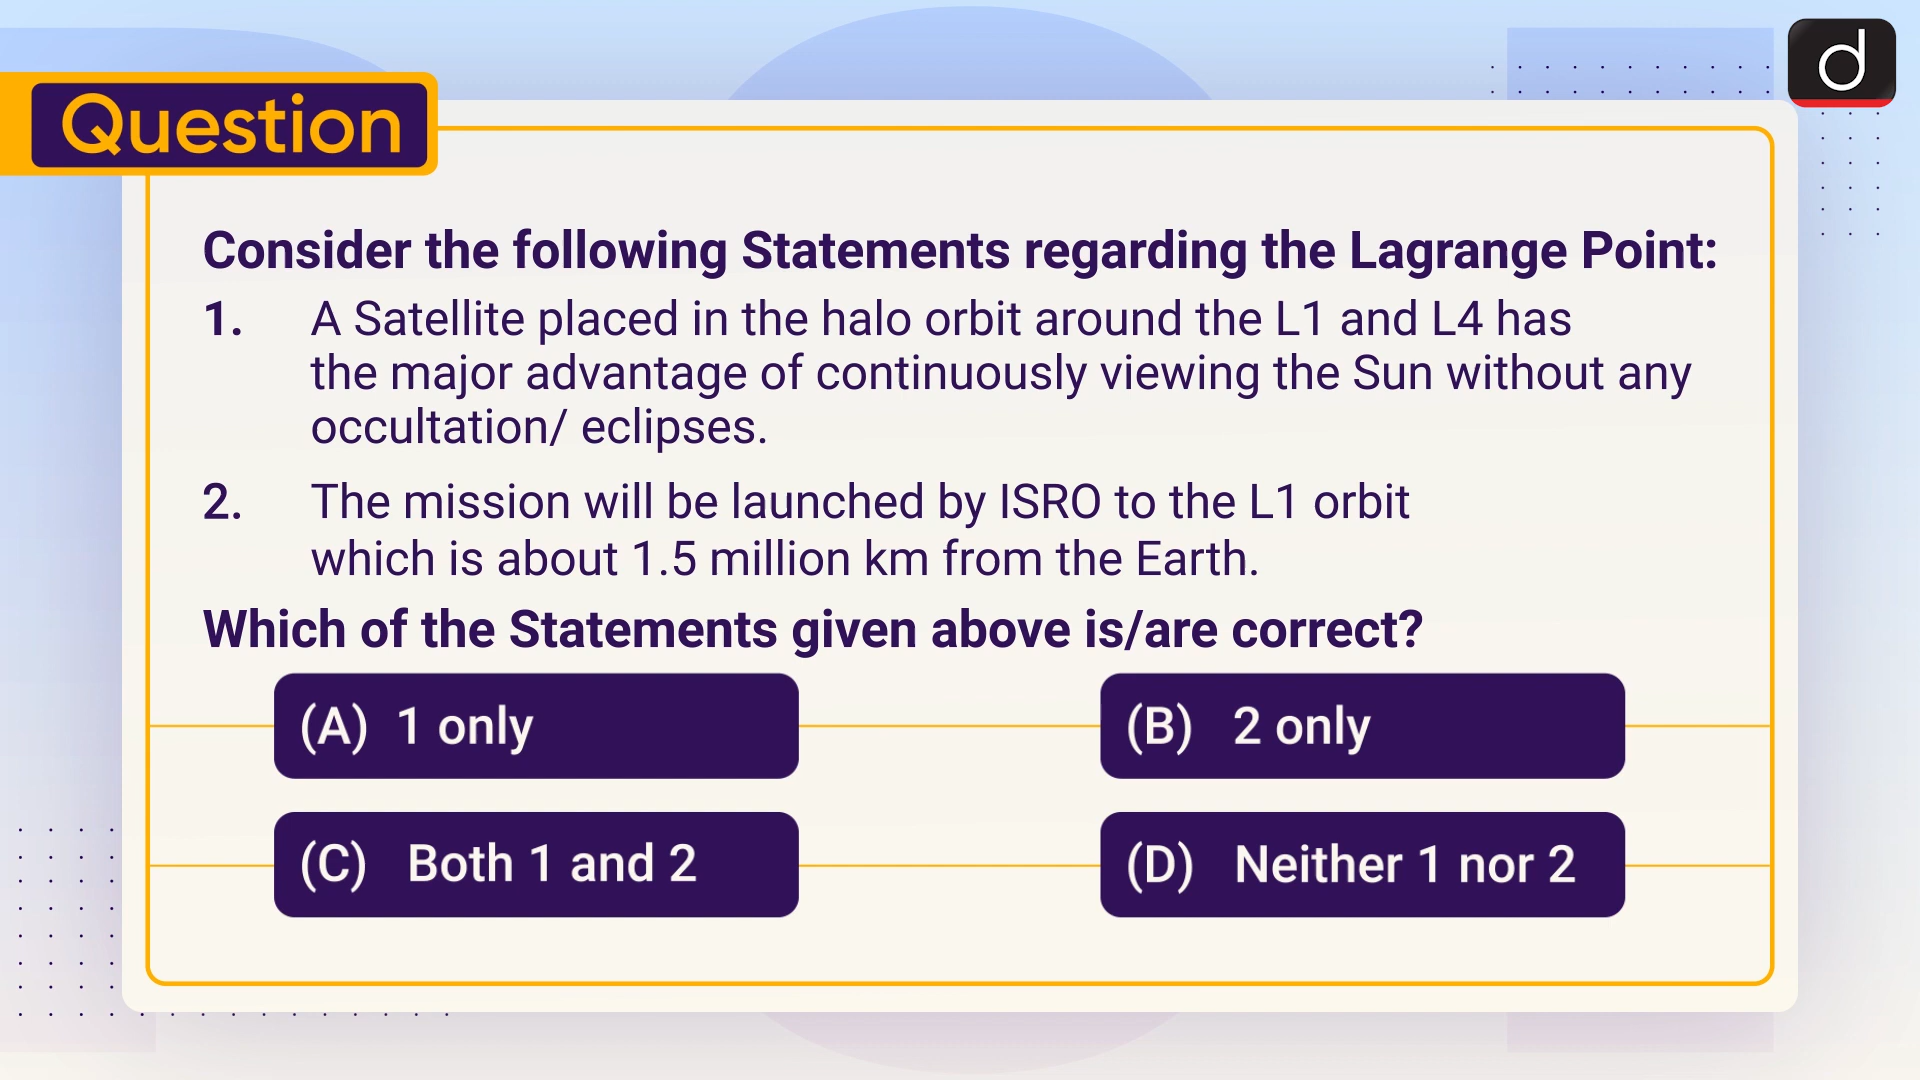 Question
Consider the following Statements regarding the Lagrange Point:
1. A Satellite placed in the halo orbit around the L1 and L4 has
the major advantage of continuously viewing the Sun without any
occultation/ eclipses.
2. The mission will be launched by ISRO to the L1 orbit
which is about 1.5 million km from the Earth.
Which of the Statements given above is/are correct?
(A) 1 only
(B) 2 only
(C) Both 1 and 2
(D) Neither 1 nor 2
d